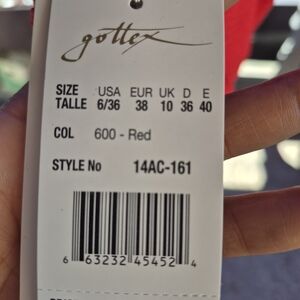 gottex
SIZE USA EUR UK D E
TALLE 6/36 38 10 36 40
COL 600 - Red
STYLE No 14AC-161
6 63232 45452 4